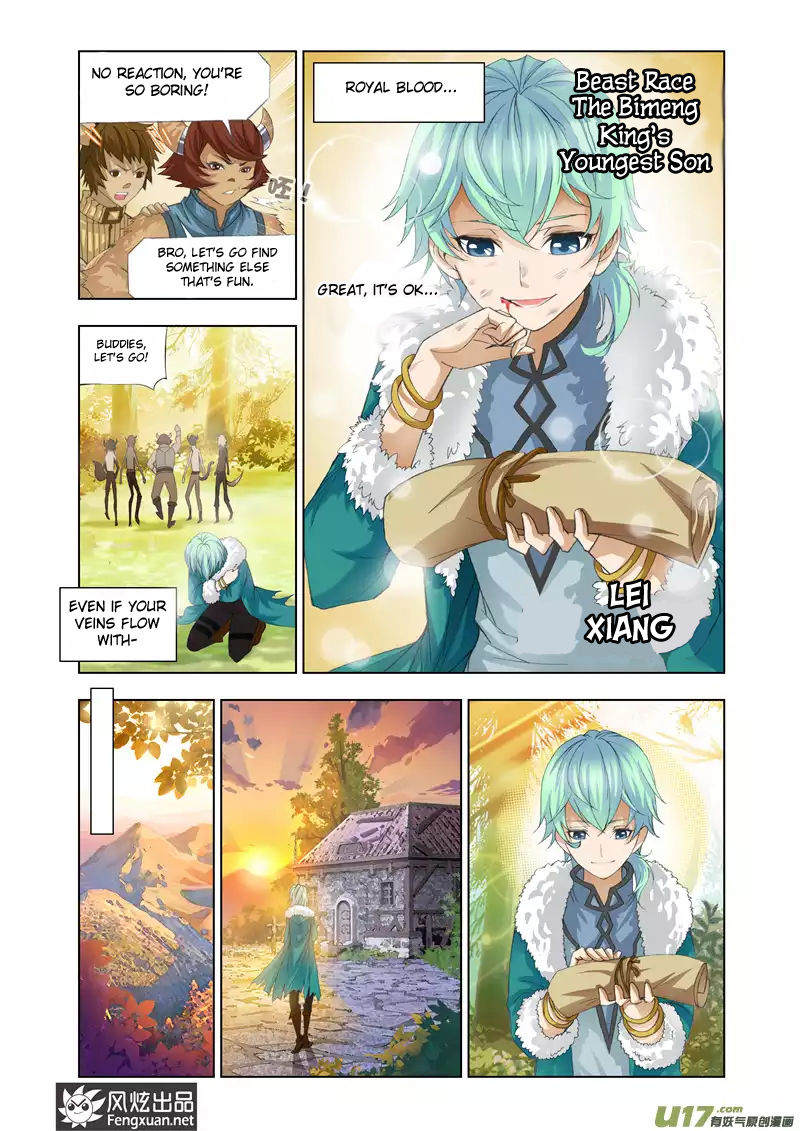 NO REACTION, YOU'RE
SO BORING!
呸!
BRO, LET'S GO FIND
SOMETHING ELSE
THAT'S FUN.
ROYAL BLOOD...
Beast Race
The Bimeng
King's
Youngest Son
GREAT, IT'S OK...
LEI
XIANG
BUDDIES,
LET'S GO!
EVEN IF YOUR
VEINS FLOW
WITH-
风炫出品
Fengxuan.net
U17.com
有妖气原创漫画